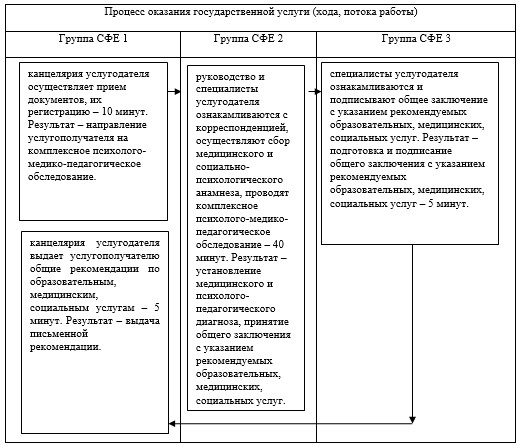 Процесс оказания государственной услуги (хода, потока работы)
Группа СФЕ 1
Группа СФЕ 2
Группа СФЕ 3
канцелярия услугодателя
осуществляет прием
документов, их
регистрацию – 10 минут.
Результат – направление
услугополучателя на
комплексное психолого-
медико-педагогическое
обследование.
канцелярия услугодателя
выдает услугополучателю
общие рекомендации по
образовательным,
медицинским,
социальным услугам – 5
минут. Результат – выдача
письменной
рекомендации.
руководство и
специалисты
услугодателя
ознакамливаются с
корреспонденцией,
осуществляют сбор
медицинского и
социально-
психологического
анамнеза, проводят
комплексное
психолого-медико-
педагогическое
обследование – 40
минут. Результат –
установление
медицинского и
психолого-
педагогического
диагноза, принятие
общего заключения
с указанием
рекомендуемых
образовательных,
медицинских,
социальных услуг.
специалисты услугодателя
ознакамливаются и
подписывают общее заключение
с указанием рекомендуемых
образовательных, медицинских,
социальных услуг. Результат –
подготовка и подписание
общего заключения с указанием
рекомендуемых
образовательных, медицинских,
социальных услуг – 5 минут.